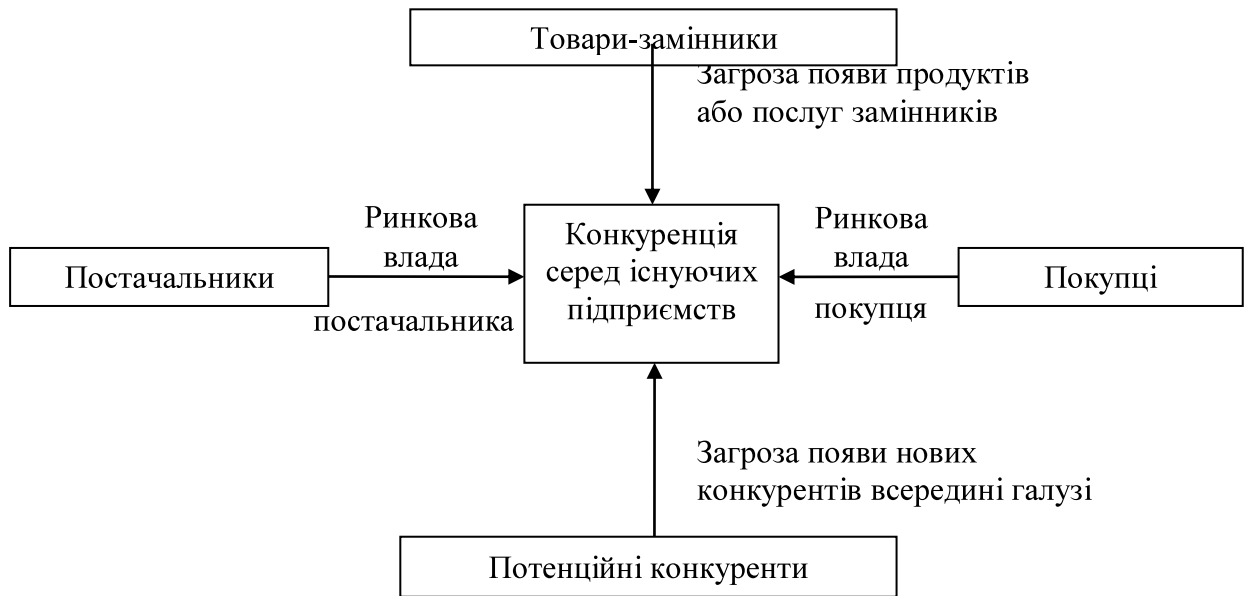 Товари-замінники
Загроза появи продуктів
або послуг замінників
Ринкова
влада
постачальника
Постачальники
Конкуренція
серед існуючих
підприємств
Ринкова
влада
покупця
Покупці
Загроза появи нових
конкурентів всередині галузі
Потенційні конкуренти